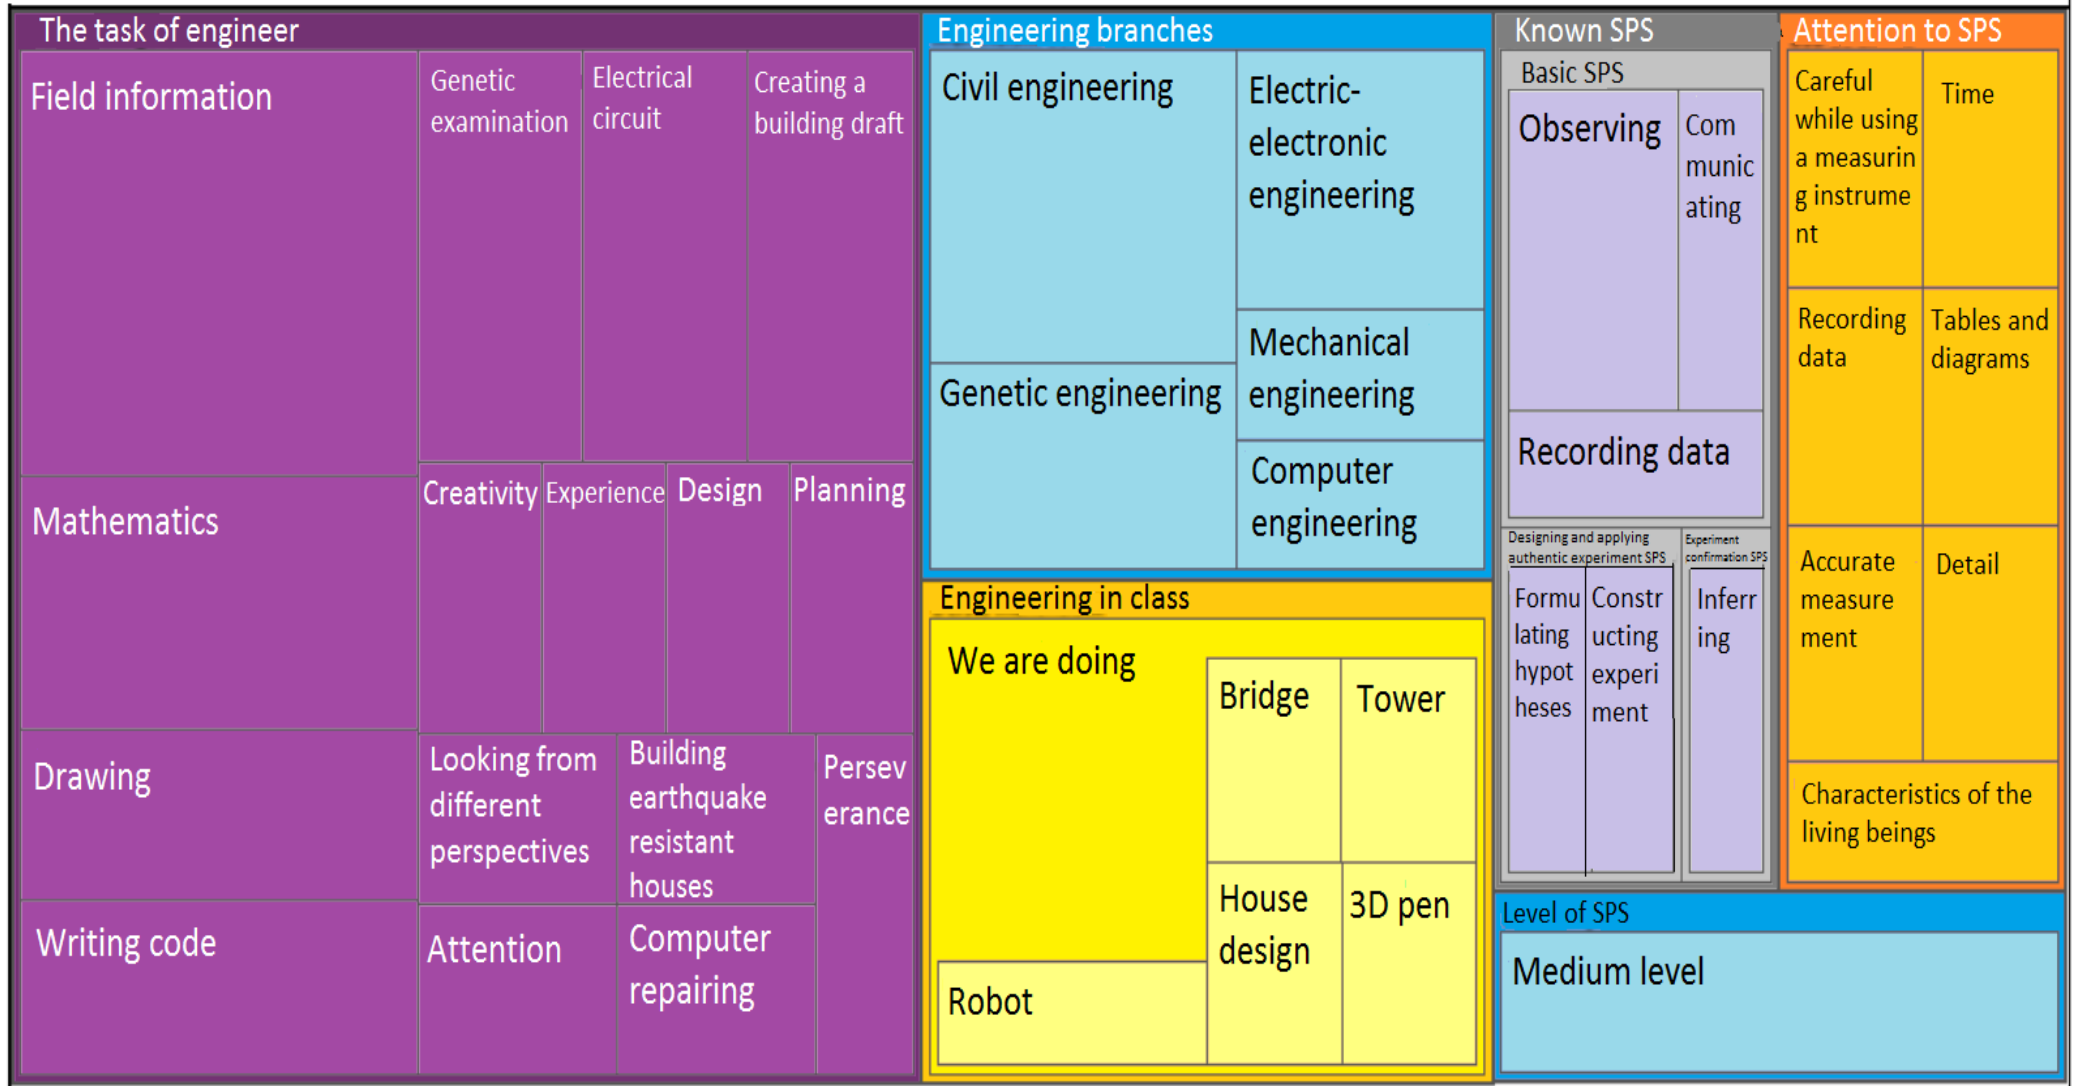 The task of engineer
Field information
Genetic
examination
Electrical
circuit
Creating a
building draft
Mathematics
Creativity
Experience
Design
Planning
Drawing
Looking from
different
perspectives
Building
earthquake
resistant
houses
Persev
erance
Writing code
Attention
Computer
repairing
Engineering branches
Civil engineering
Electric-
electronic
engineering
Genetic engineering
Mechanical
engineering
Computer
engineering
Engineering in class
We are doing
Bridge
Tower
House
design
3D pen
Robot
Known SPS
Basic SPS
Observing
Com
munic
ating
Recording data
Designing and applying
authentic experiment SPS
Formu
lating
hypot
heses
Constr
ucting
experi
ment
Experiment
confirmation SPS
Inferr
ing
Attention to SPS
Careful
while using
a measurin
g instrume
nt
Time
Recording
data
Tables and
diagrams
Accurate
measure
ment
Detail
Characteristics of the
living beings
Level of SPS
Medium level